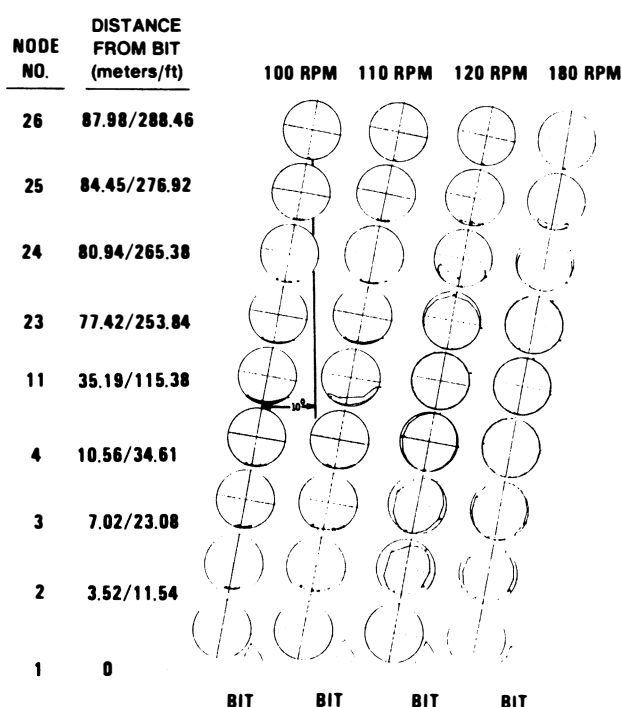 DISTANCE
NODE FROM BIT
NO. (meters/ft) 100 RPM 110 RPM 120 RPM 180 RPM
26 87.98/288.46
25 84.45/276.92
24 80.94/265.38
23 77.42/253.84
11 35.19/115.38
10°
4 10.56/34.61
3 7.02/23.08
2 3.52/11.54
1 0
BIT BIT BIT BIT